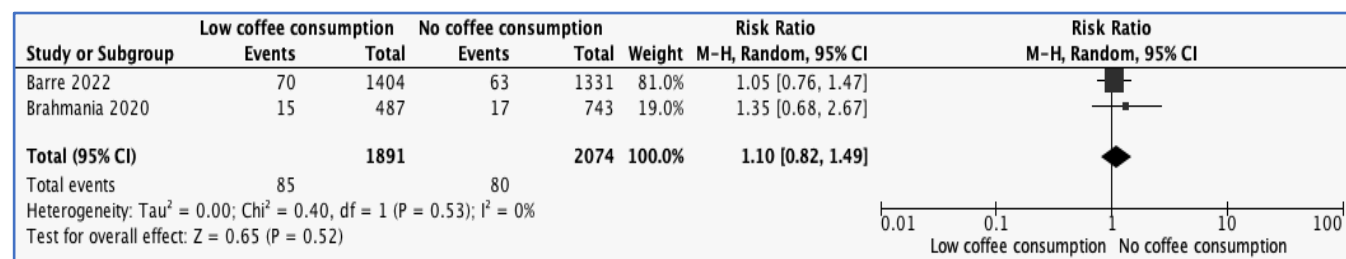 Low coffee consumption No coffee consumption Risk Ratio Risk Ratio
Study or Subgroup Events Total Events Total Weight M-H, Random, 95% CI M-H, Random, 95% CI
Barre 2022 70 1404 63 1331 81.0% 1.05 [0.76, 1.47]
Brahmania 2020 15 487 17 743 19.0% 1.35 [0.68, 2.67]
Total (95% CI) 1891 2074 100.0% 1.10 [0.82, 1.49]
Total events 85 80
Heterogeneity: Tau² = 0.00; Chi² = 0.40, df = 1 (P = 0.53); I² = 0%
Test for overall effect: Z = 0.65 (P = 0.52)
0.01 0.1 1 10 100
Low coffee consumption No coffee consumption